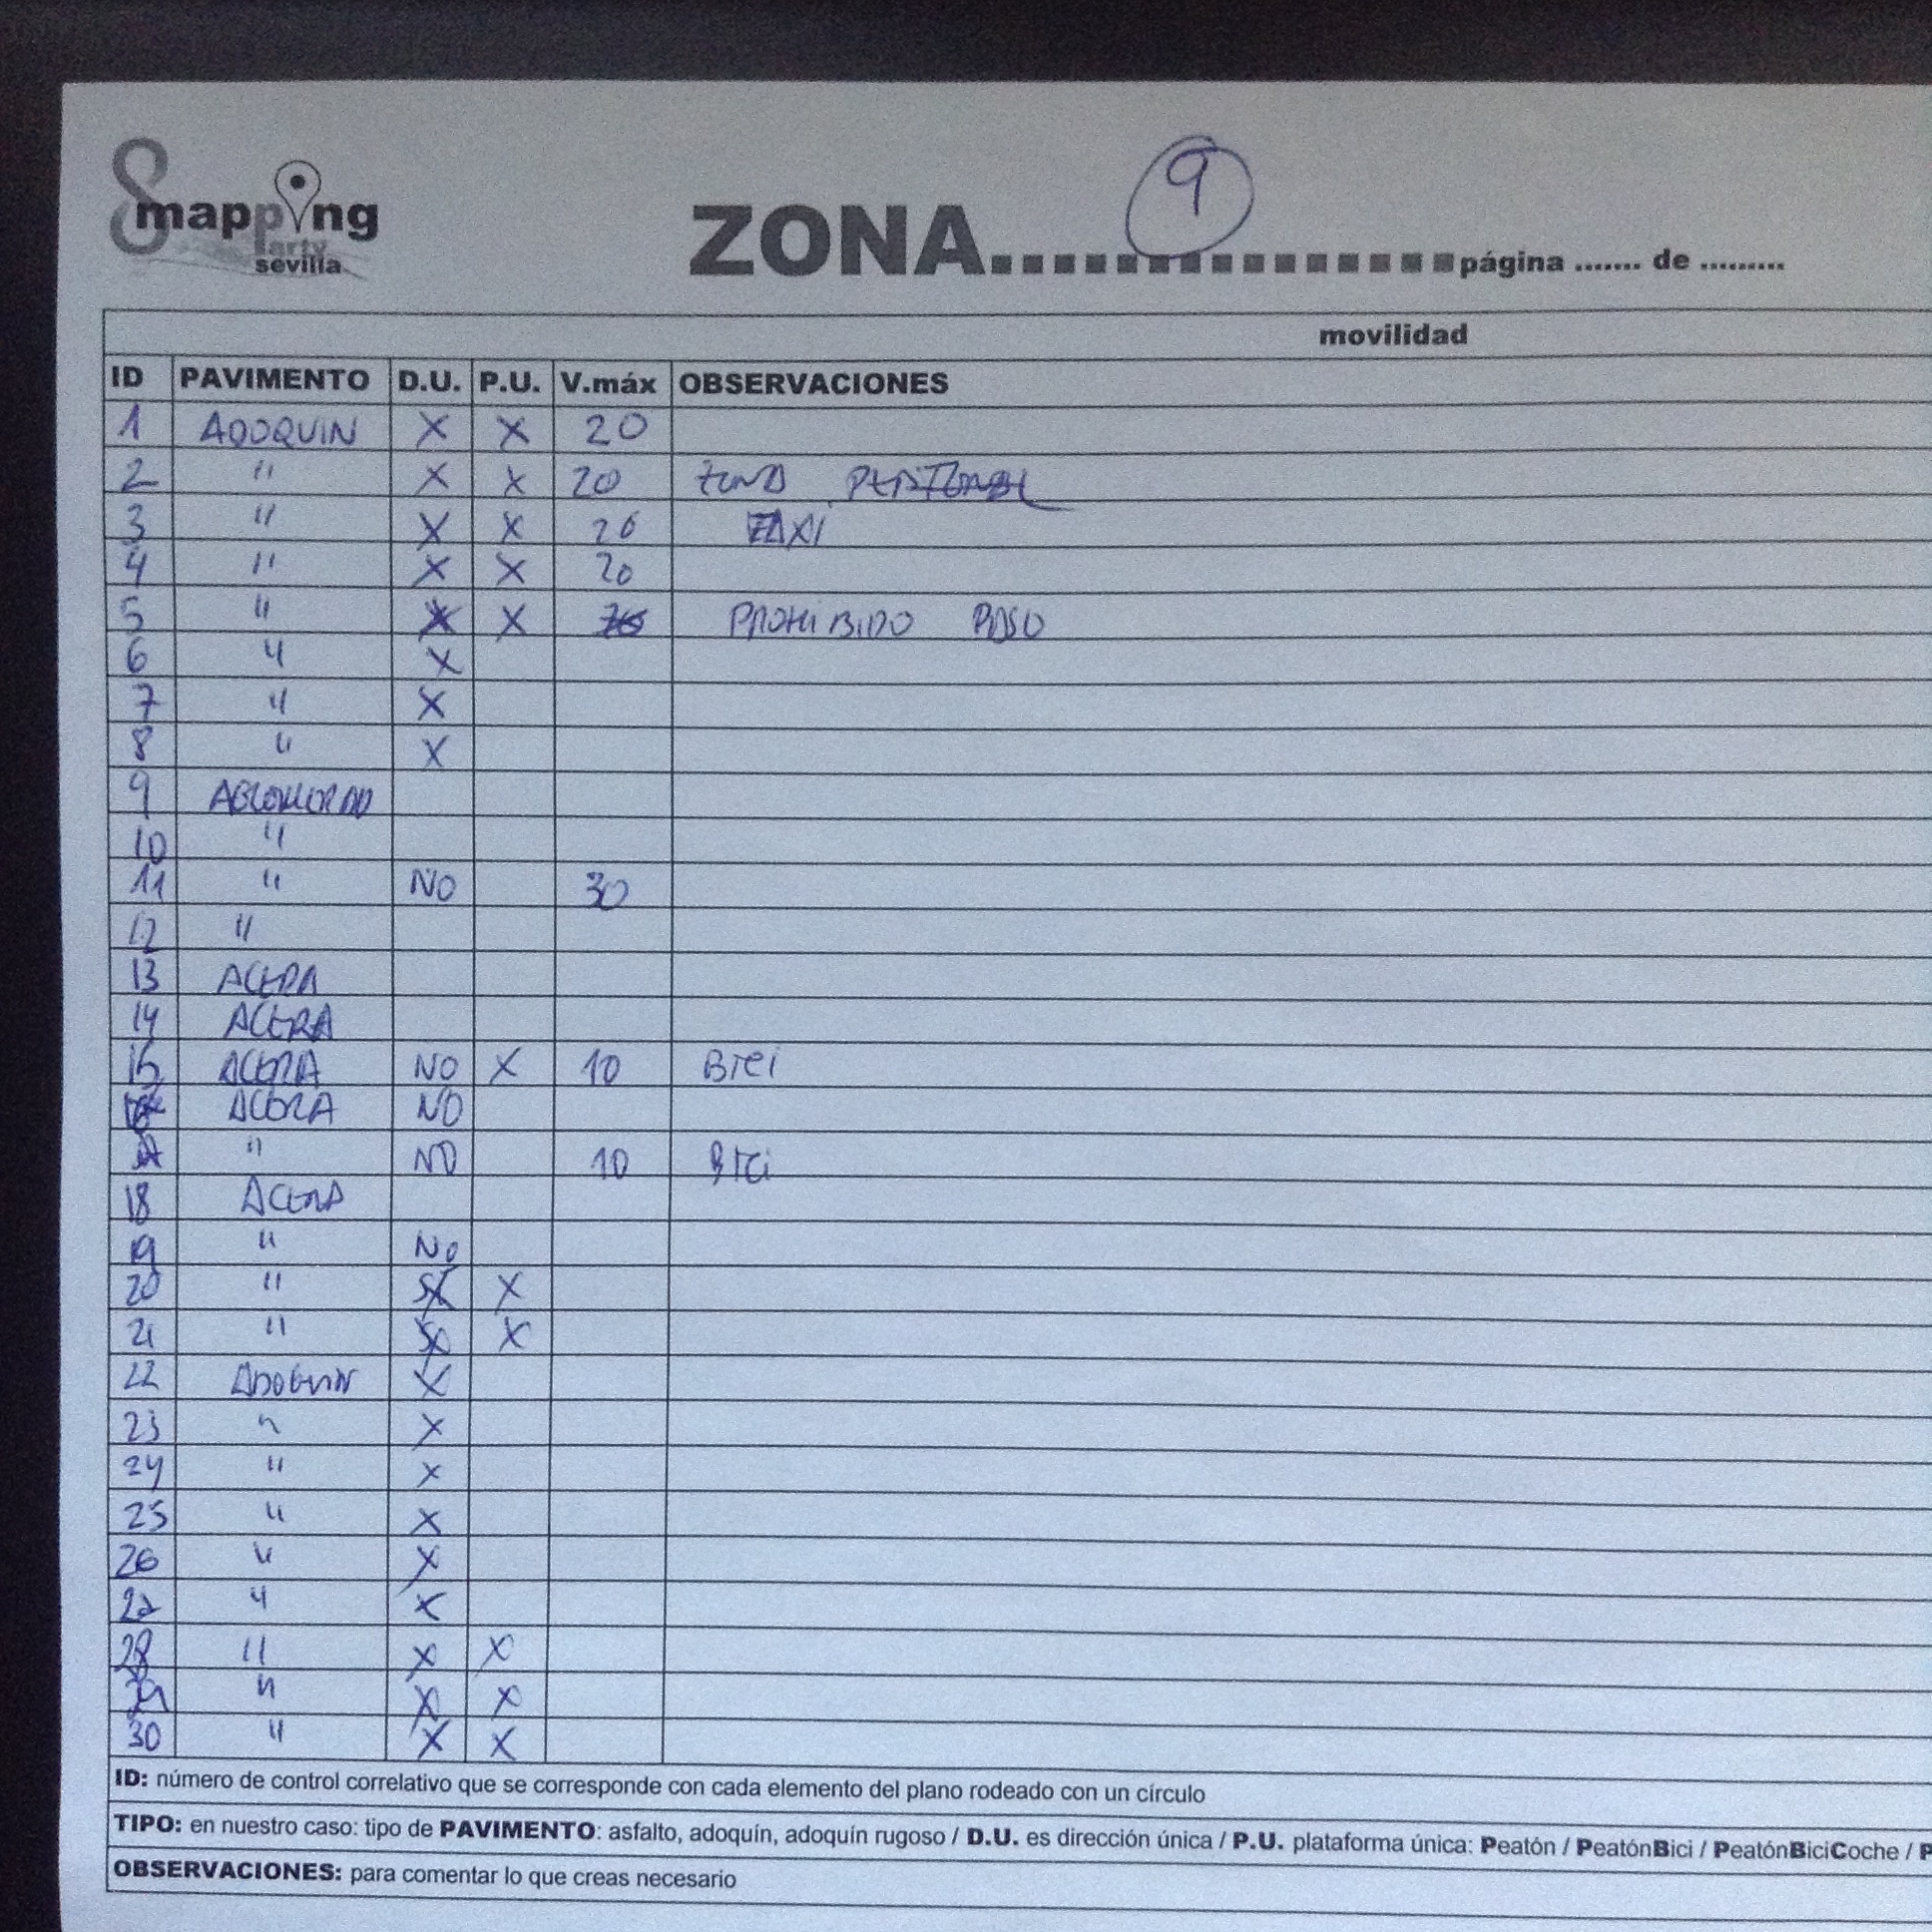 8 mapping
party
sevilla
ZONA 9 página ....... de .........
movilidad
ID PAVIMENTO D.U. P.U. V.máx OBSERVACIONES
1 ADOQUIN X X 20
2 " X X 20 ZONA PEATONAL
3 " X X 20 TAXI
4 " X X 20
5 " X X PROHIBIDO PASO
6 " X
7 " X
8 " X
9
10 "
11 " NO 30
12 "
13 ACERA
14 ACERA
15 ACERA NO X 10 BICI
16 ACERA NO
17 " NO 10 BICI
18 ACERA
19 " No
20 " X
21 " X
22 ADOQUIN X
23 " X
24 " X
25 " X
26 " X
27 " X
28 " X X
29 " X X
30 " X X
ID: número de control correlativo que se corresponde con cada elemento del plano rodeado con un círculo
TIPO: en nuestro caso: tipo de PAVIMENTO: asfalto, adoquín, adoquín rugoso / D.U. es dirección única / P.U. plataforma única: Peatón / PeatónBici / PeatónBiciCoche / P
OBSERVACIONES: para comentar lo que creas necesario